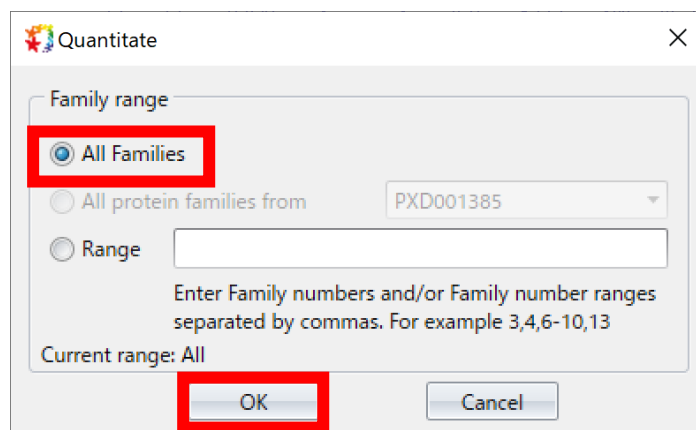 Quantitate
Family range
All Families
All protein families from PXD001385
Range
Enter Family numbers and/or Family number ranges
separated by commas. For example 3,4,6-10,13
Current range: All
OK Cancel